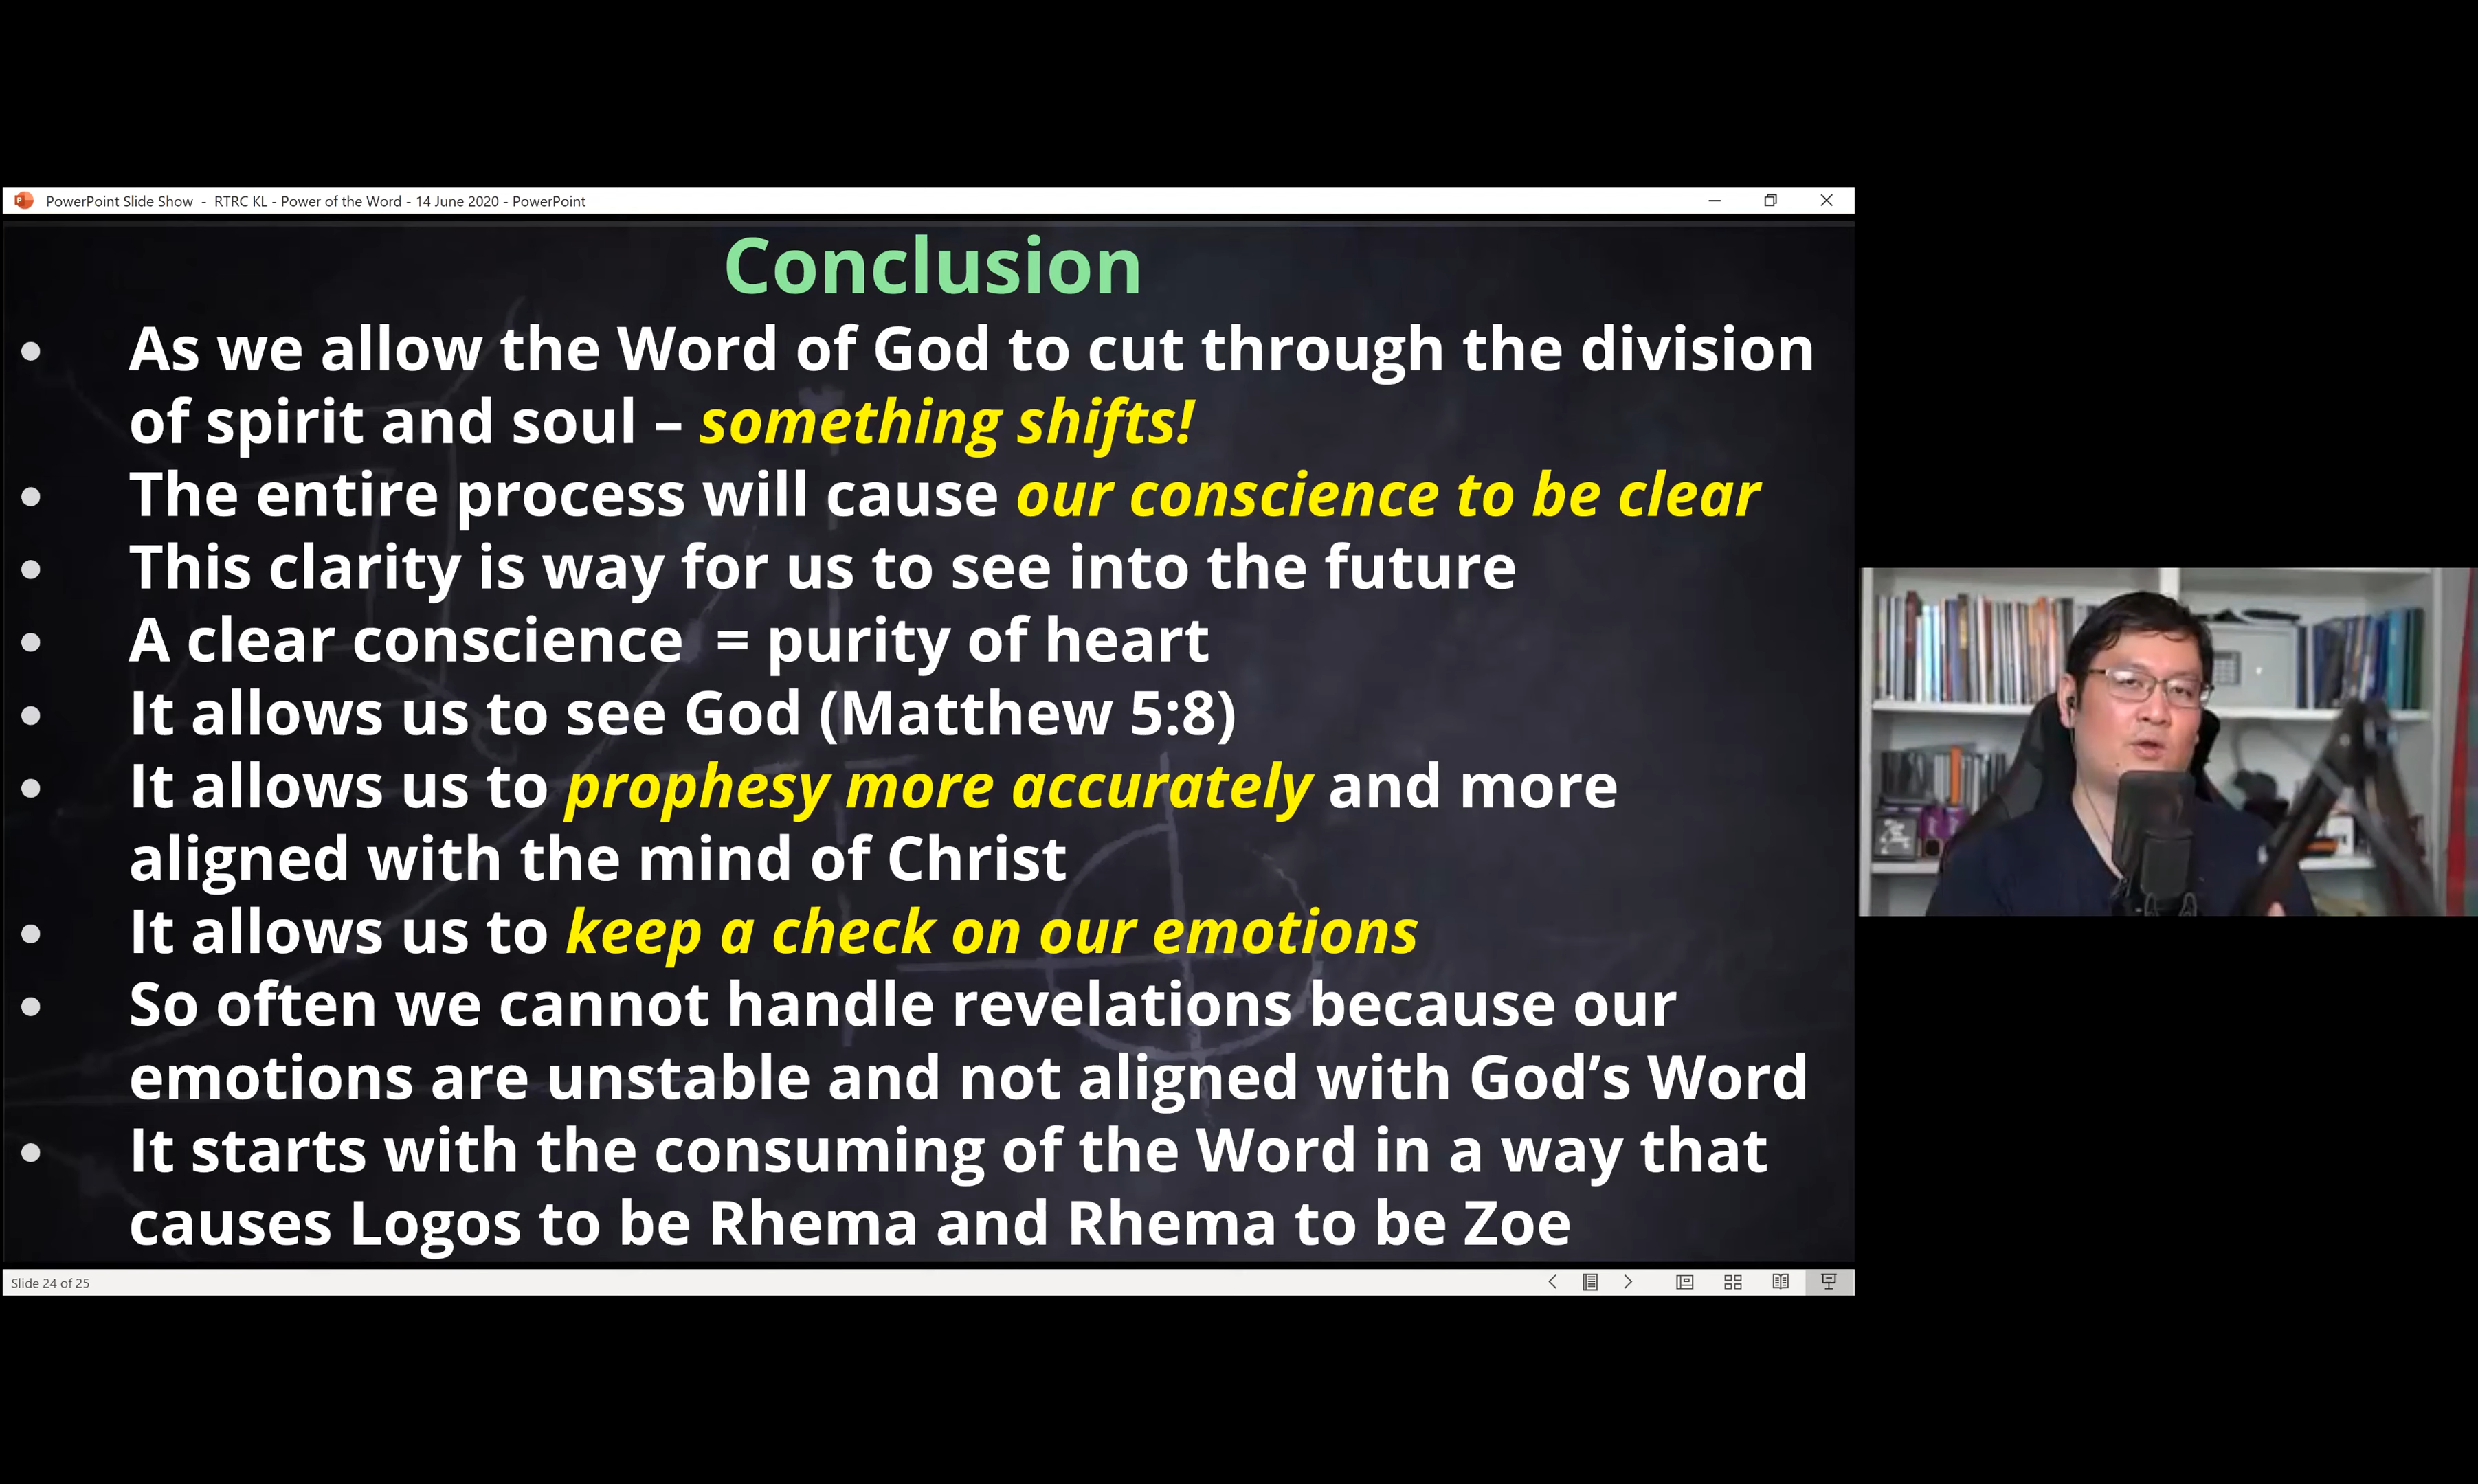 PowerPoint Slide Show - RTRC KL - Power of the Word - 14 June 2020 - PowerPoint
Conclusion
• As we allow the Word of God to cut through the division
of spirit and soul – something shifts!
• The entire process will cause our conscience to be clear
• This clarity is way for us to see into the future
• A clear conscience = purity of heart
• It allows us to see God (Matthew 5:8)
• It allows us to prophesy more accurately and more
aligned with the mind of Christ
• It allows us to keep a check on our emotions
• So often we cannot handle revelations because our
emotions are unstable and not aligned with God’s Word
• It starts with the consuming of the Word in a way that
causes Logos to be Rhema and Rhema to be Zoe
Slide 24 of 25